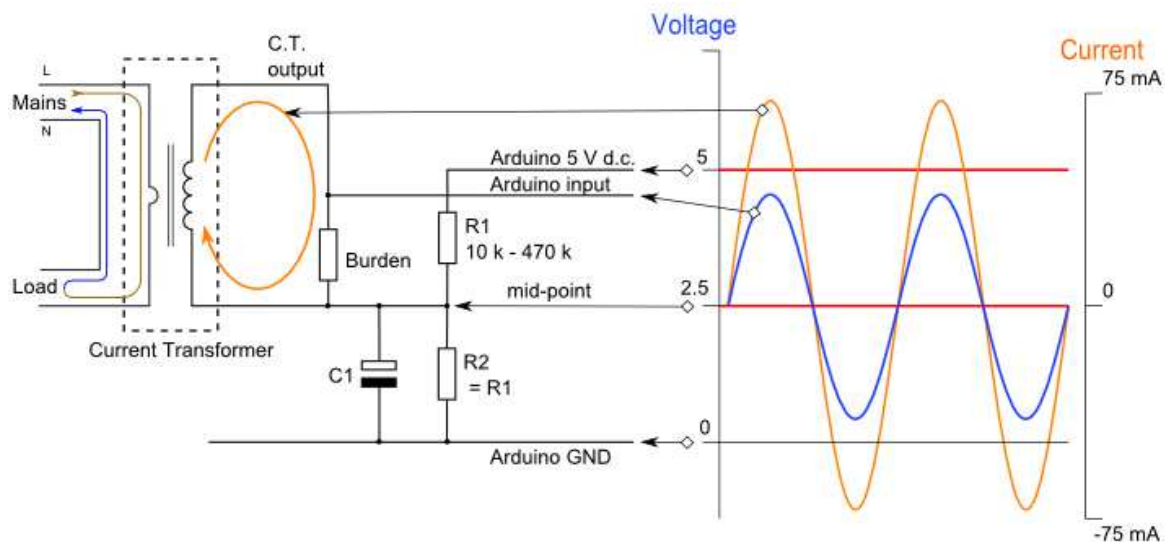 Voltage
Current
75 mA
C.T.
output
L
Mains
N
Arduino 5 V d.c.
5
Arduino input
R1
10 k - 470 k
Burden
Load
mid-point
2.5
0
Current Transformer
C1
R2
= R1
0
Arduino GND
-75 mA